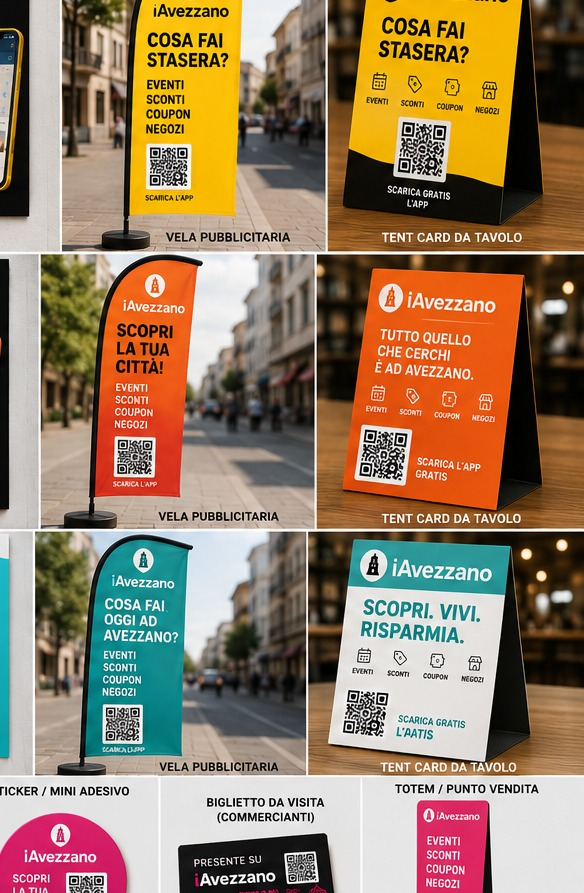 iAvezzano
COSA FAI
STASERA?
EVENTI
SCONTI
COUPON
NEGOZI
SCARICA L'APP
VELA PUBBLICITARIA
iAvezzano
COSA FAI
STASERA?
EVENTI
SCONTI
COUPON
NEGOZI
SCARICA GRATIS
L'APP
TENT CARD DA TAVOLO
iAvezzano
SCOPRI
LA TUA
CITTÀ!
EVENTI
SCONTI
COUPON
NEGOZI
SCARICA L'APP
VELA PUBBLICITARIA
iAvezzano
TUTTO QUELLO
CHE CERCHI
È AD AVEZZANO.
EVENTI
SCONTI
COUPON
NEGOZI
SCARICA L'APP
GRATIS
TENT CARD DA TAVOLO
iAvezzano
COSA FAI
OGGI AD
AVEZZANO?
EVENTI
SCONTI
COUPON
NEGOZI
VELA PUBBLICITARIA
iAvezzano
SCOPRI. VIVI.
RISPARMIA.
EVENTI
SCONTI
COUPON
NEGOZI
SCARICA GRATIS
L'AATIS
TENT CARD DA TAVOLO
TICKER / MINI ADESIVO
iAvezzano
SCOPRI
LA TUA
BIGLIETTO DA VISITA
(COMMERCIANTI)
PRESENTE SU
iAvezzano
TOTEM / PUNTO VENDITA
iAvezzano
EVENTI
SCONTI
COUPON
NEGOZI